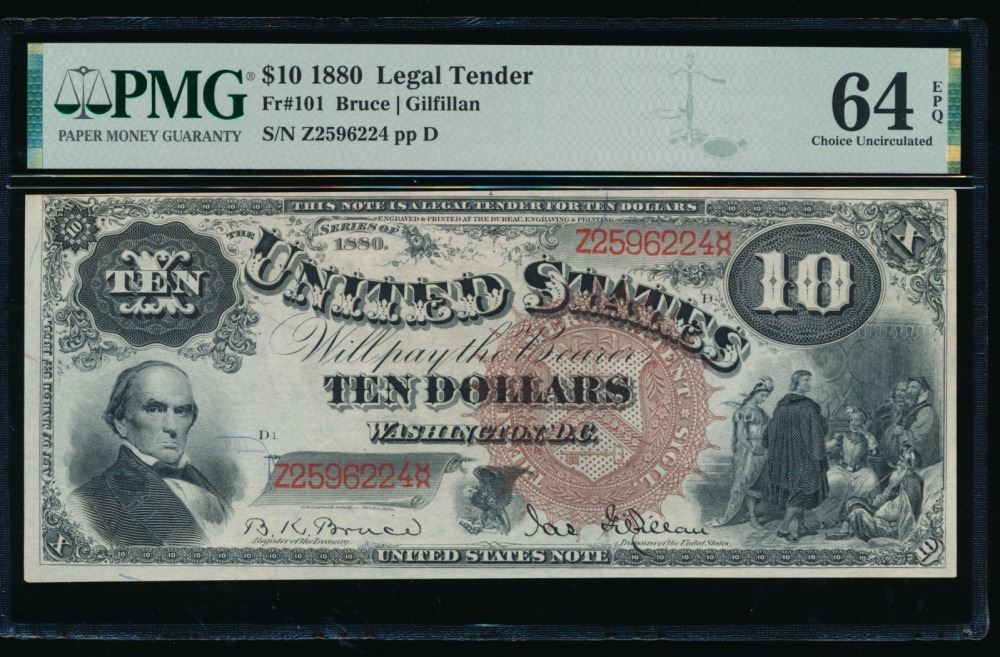 PMG®
PAPER MONEY GUARANTY
$10 1880 Legal Tender
Fr#101 Bruce | Gilfillan
S/N Z2596224 pp D
64 EPQ
Choice Uncirculated
THIS NOTE IS A LEGAL TENDER FOR TEN DOLLARS
ENGRAVED & PRINTED AT THE BUREAU, ENGRAVING & PRINTING
SERIES OF
1880.
Z2596224
10
X
TEN
THE
UNITED STATES
D
10
Will pay the Bearer
TEN DOLLARS
WASHINGTON, D.C.
D1
Z2596224
B. K. Bruce
Register of the Treasury.
Jas Gilfillan
Treasurer of the United States.
X
UNITED STATES NOTE
10